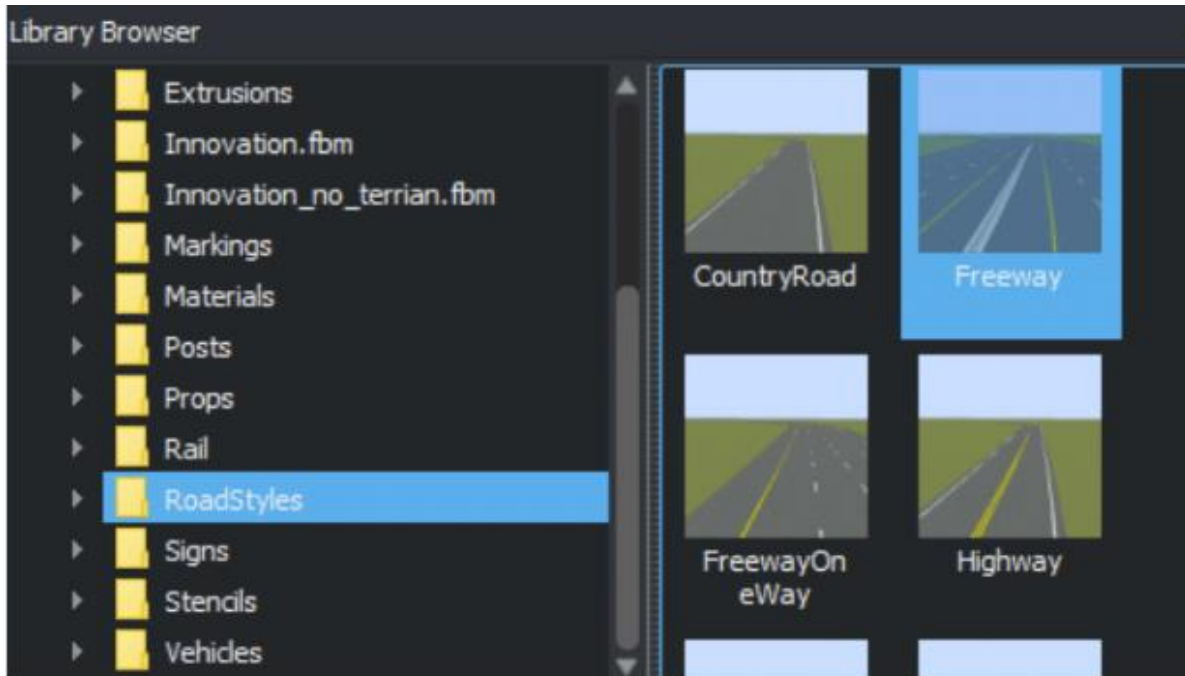 Library Browser
Extrusions
Innovation.fbm
Innovation_no_terrian.fbm
Markings
Materials
Posts
Props
Rail
RoadStyles
Signs
Stencils
Vehicles
CountryRoad
Freeway
FreewayOn
eWay
Highway